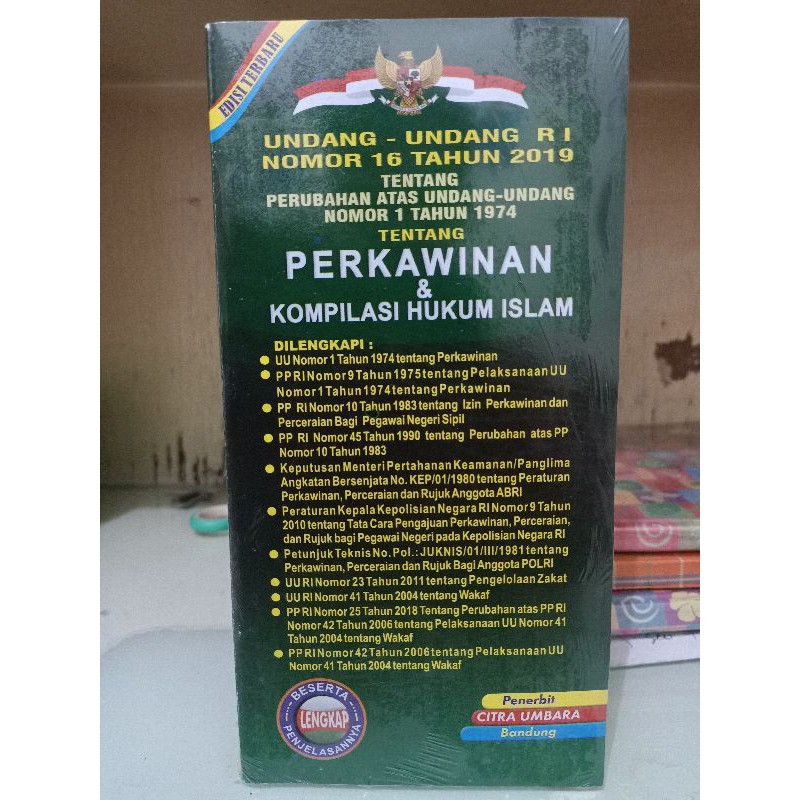 EDISI TERBARU
UNDANG - UNDANG R I
NOMOR 16 TAHUN 2019
TENTANG
PERUBAHAN ATAS UNDANG-UNDANG
NOMOR 1 TAHUN 1974
TENTANG
PERKAWINAN
&
KOMPILASI HUKUM ISLAM
DILENGKAPI :
UU Nomor 1 Tahun 1974 tentang Perkawinan
PP RI Nomor 9 Tahun 1975 tentang Pelaksanaan UU
Nomor 1 Tahun 1974 tentang Perkawinan
PP RI Nomor 10 Tahun 1983 tentang Izin Perkawinan dan
Perceraian Bagi Pegawai Negeri Sipil
PP RI Nomor 45 Tahun 1990 tentang Perubahan atas PP
Nomor 10 Tahun 1983
Keputusan Menteri Pertahanan Keamanan/Panglima
Angkatan Bersenjata No. KEP/01/1980 tentang Peraturan
Perkawinan, Perceraian dan Rujuk Anggota ABRI
Peraturan Kepala Kepolisian Negara RI Nomor 9 Tahun
2010 tentang Tata Cara Pengajuan Perkawinan, Perceraian,
dan Rujuk bagi Pegawai Negeri pada Kepolisian Negara RI
Petunjuk Teknis No. Pol. : JUKNIS/01/III/1981 tentang
Perkawinan, Perceraian dan Rujuk Bagi Anggota POLRI
UU RI Nomor 23 Tahun 2011 tentang Pengelolaan Zakat
UU RI Nomor 41 Tahun 2004 tentang Wakaf
PP RI Nomor 25 Tahun 2018 Tentang Perubahan atas PP RI
Nomor 42 Tahun 2006 tentang Pelaksanaan UU Nomor 41
Tahun 2004 tentang Wakaf
PP RI Nomor 42 Tahun 2006 tentang Pelaksanaan UU
Nomor 41 Tahun 2004 tentang Wakaf
BESERTA
LENGKAP
PENJELASANNYA
Penerbit
CITRA UMBARA
Bandung